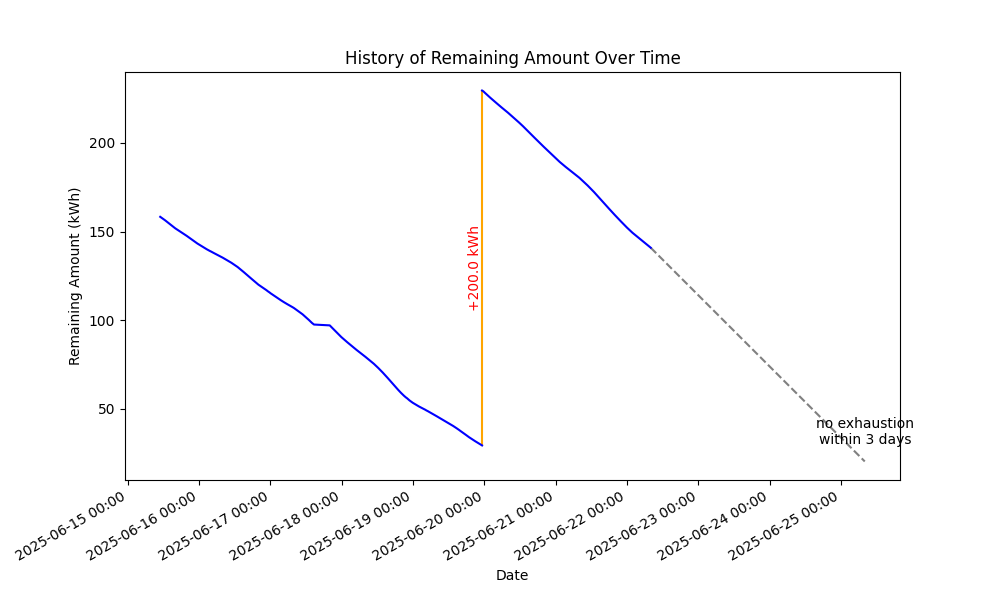 History of Remaining Amount Over Time
Remaining Amount (kWh)
200
150
100
50
+200.0 kWh
no exhaustion
within 3 days
2025-06-15 00:00
2025-06-16 00:00
2025-06-17 00:00
2025-06-18 00:00
2025-06-19 00:00
2025-06-20 00:00
2025-06-21 00:00
2025-06-22 00:00
2025-06-23 00:00
2025-06-24 00:00
2025-06-25 00:00
Date